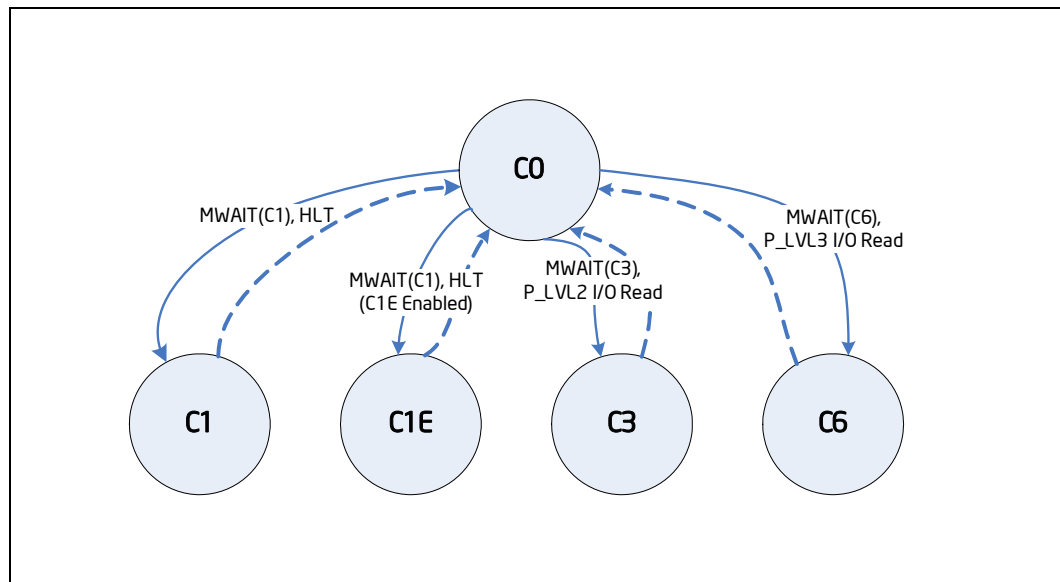 C0
MWAIT(C1), HLT
MWAIT(C1), HLT
(C1E Enabled)
MWAIT(C3),
P_LVL2 I/O Read
MWAIT(C6),
P_LVL3 I/O Read
C1
C1E
C3
C6